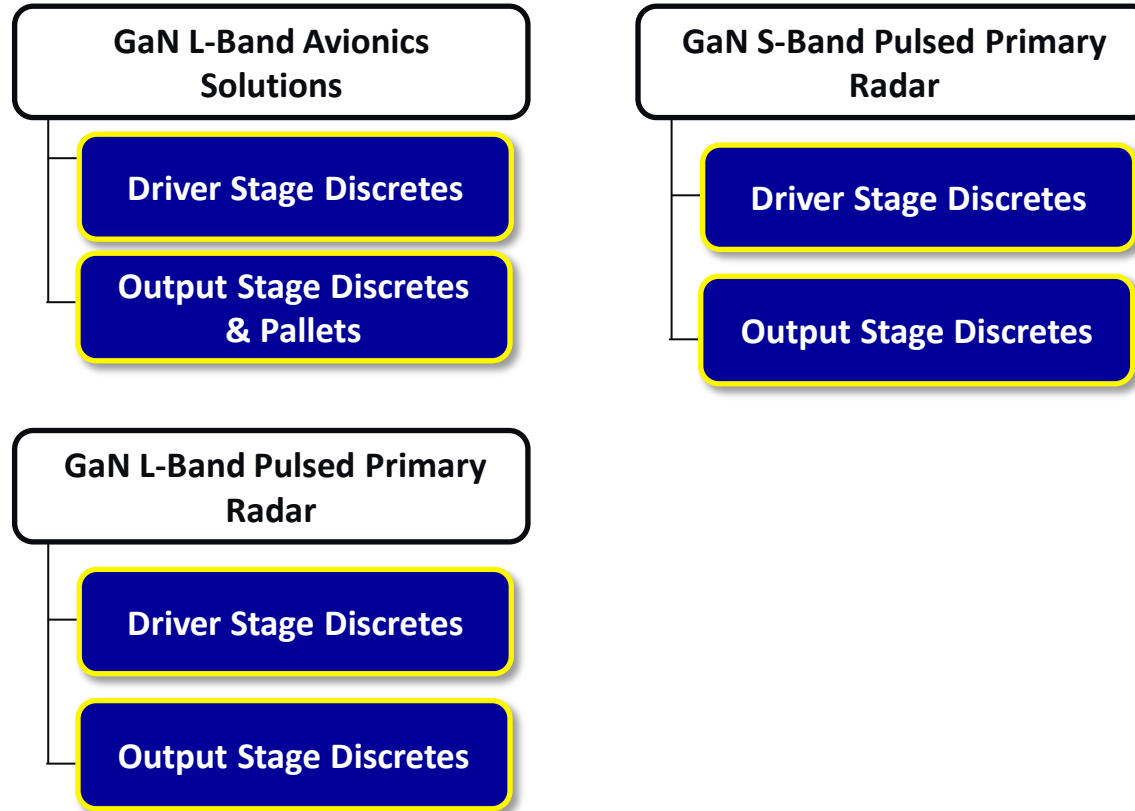 GaN L-Band Avionics
Solutions
Driver Stage Discretes
Output Stage Discretes
& Pallets
GaN S-Band Pulsed Primary
Radar
Driver Stage Discretes
Output Stage Discretes
GaN L-Band Pulsed Primary
Radar
Driver Stage Discretes
Output Stage Discretes